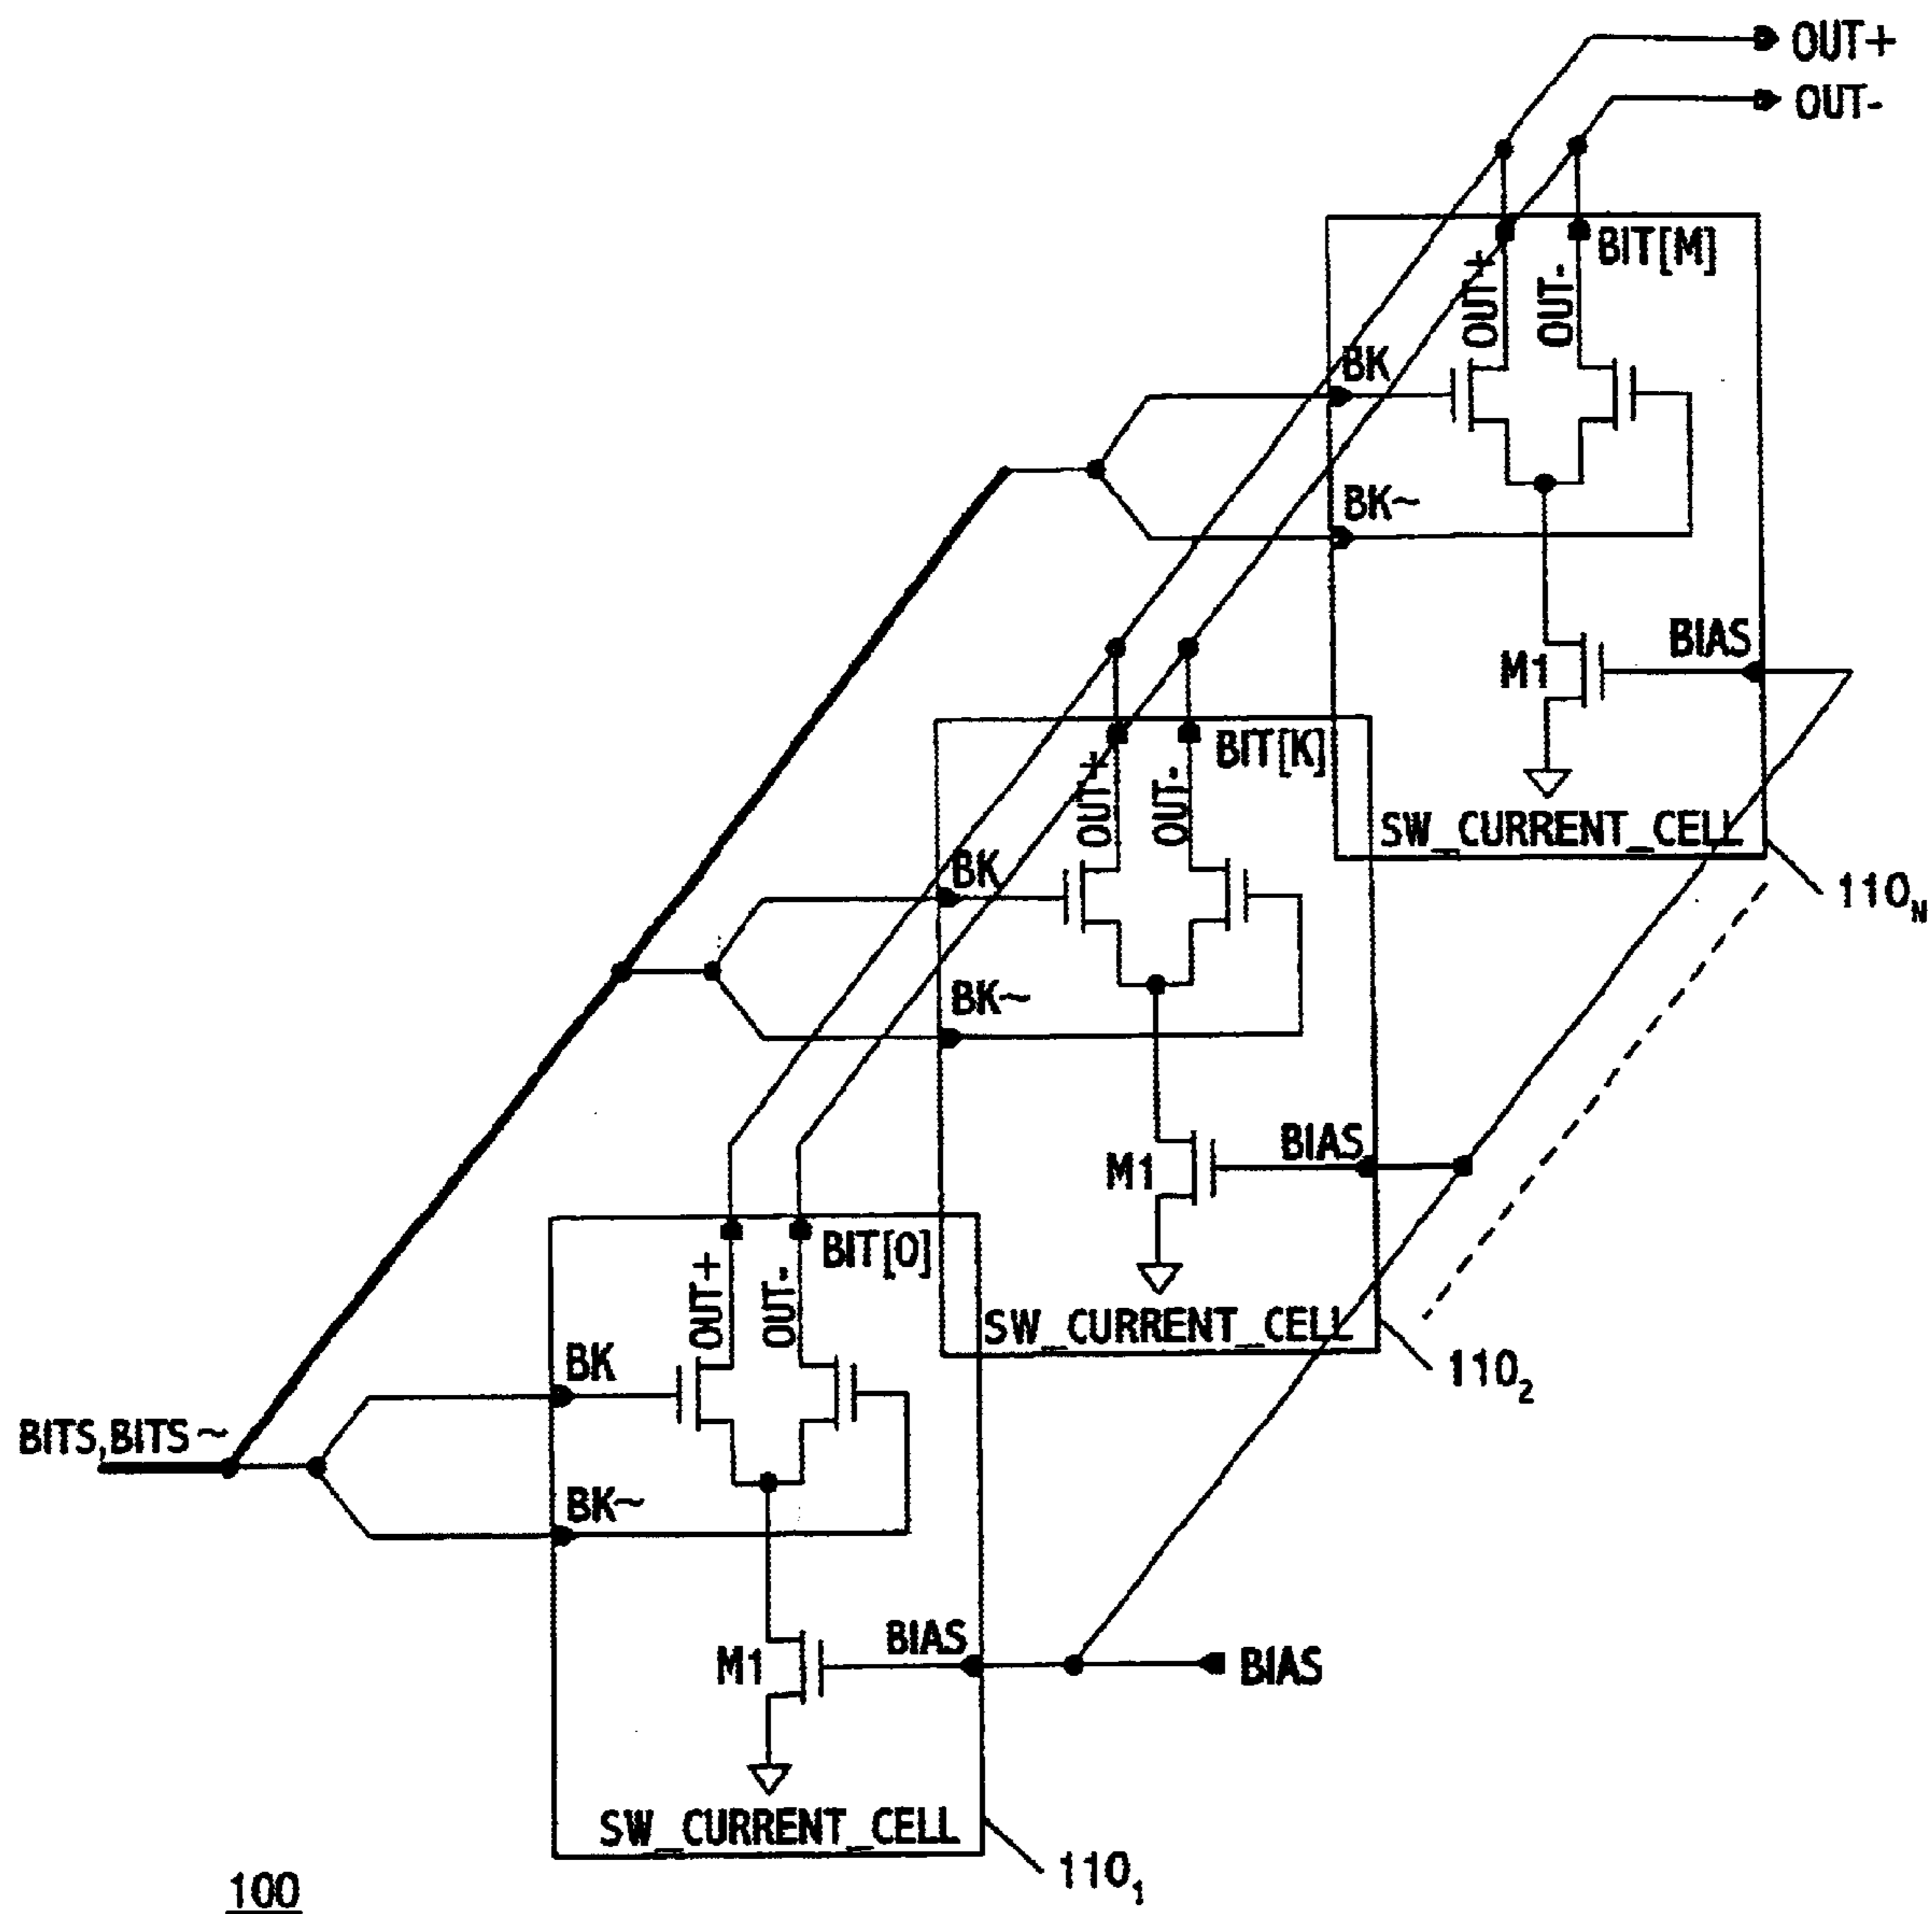 OUT+
OUT-
BIT[M]
OUT+
OUT-
BK
BK~
BIAS
M1
SW_CURRENT_CELL
110N
BIT[K]
OUT+
OUT-
BK
BK~
BIAS
M1
SW_CURRENT_CELL
1102
BIT[0]
OUT+
OUT-
BK
BITS,BITS~
BK~
BIAS
M1
BIAS
SW_CURRENT_CELL
1101
100